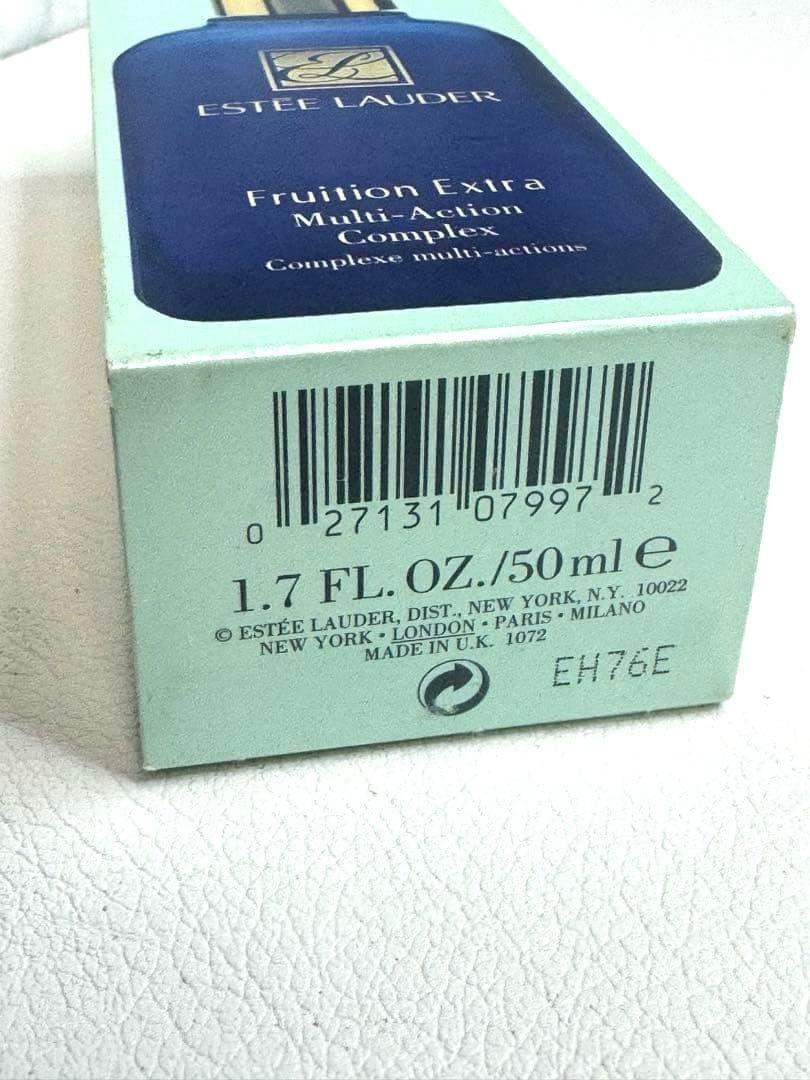 ESTÉE LAUDER
Fruition Extra
Multi-Action
Complex
Complexe multi-actions
0 27131 07997 2
1.7 FL. OZ./50 ml ℮
© ESTÉE LAUDER, DIST., NEW YORK, N.Y. 10022
NEW YORK • LONDON • PARIS • MILANO
MADE IN U.K. 1072
EH76E